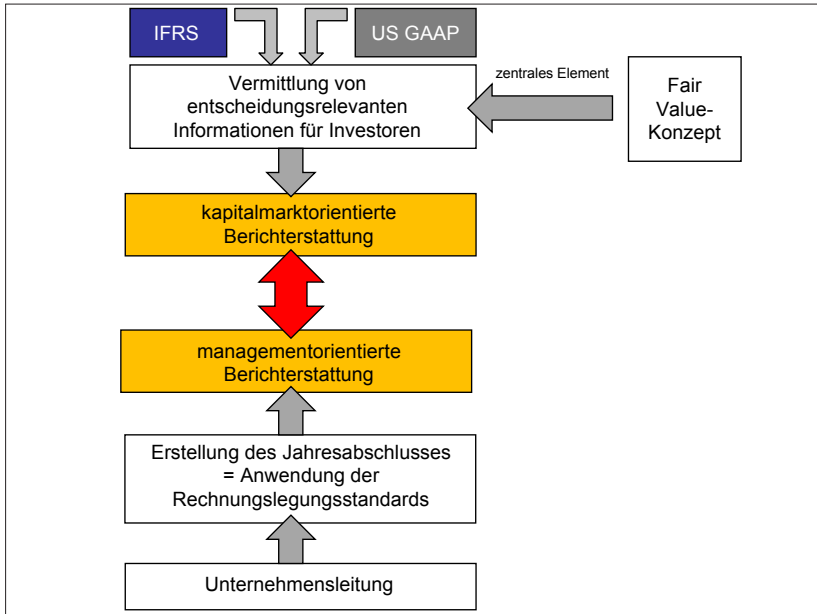 IFRS
US GAAP
Vermittlung von
entscheidungsrelevanten
Informationen für Investoren
zentrales Element
Fair
Value-
Konzept
kapitalmarktorientierte
Berichterstattung
managementorientierte
Berichterstattung
Erstellung des Jahresabschlusses
= Anwendung der
Rechnungslegungsstandards
Unternehmensleitung